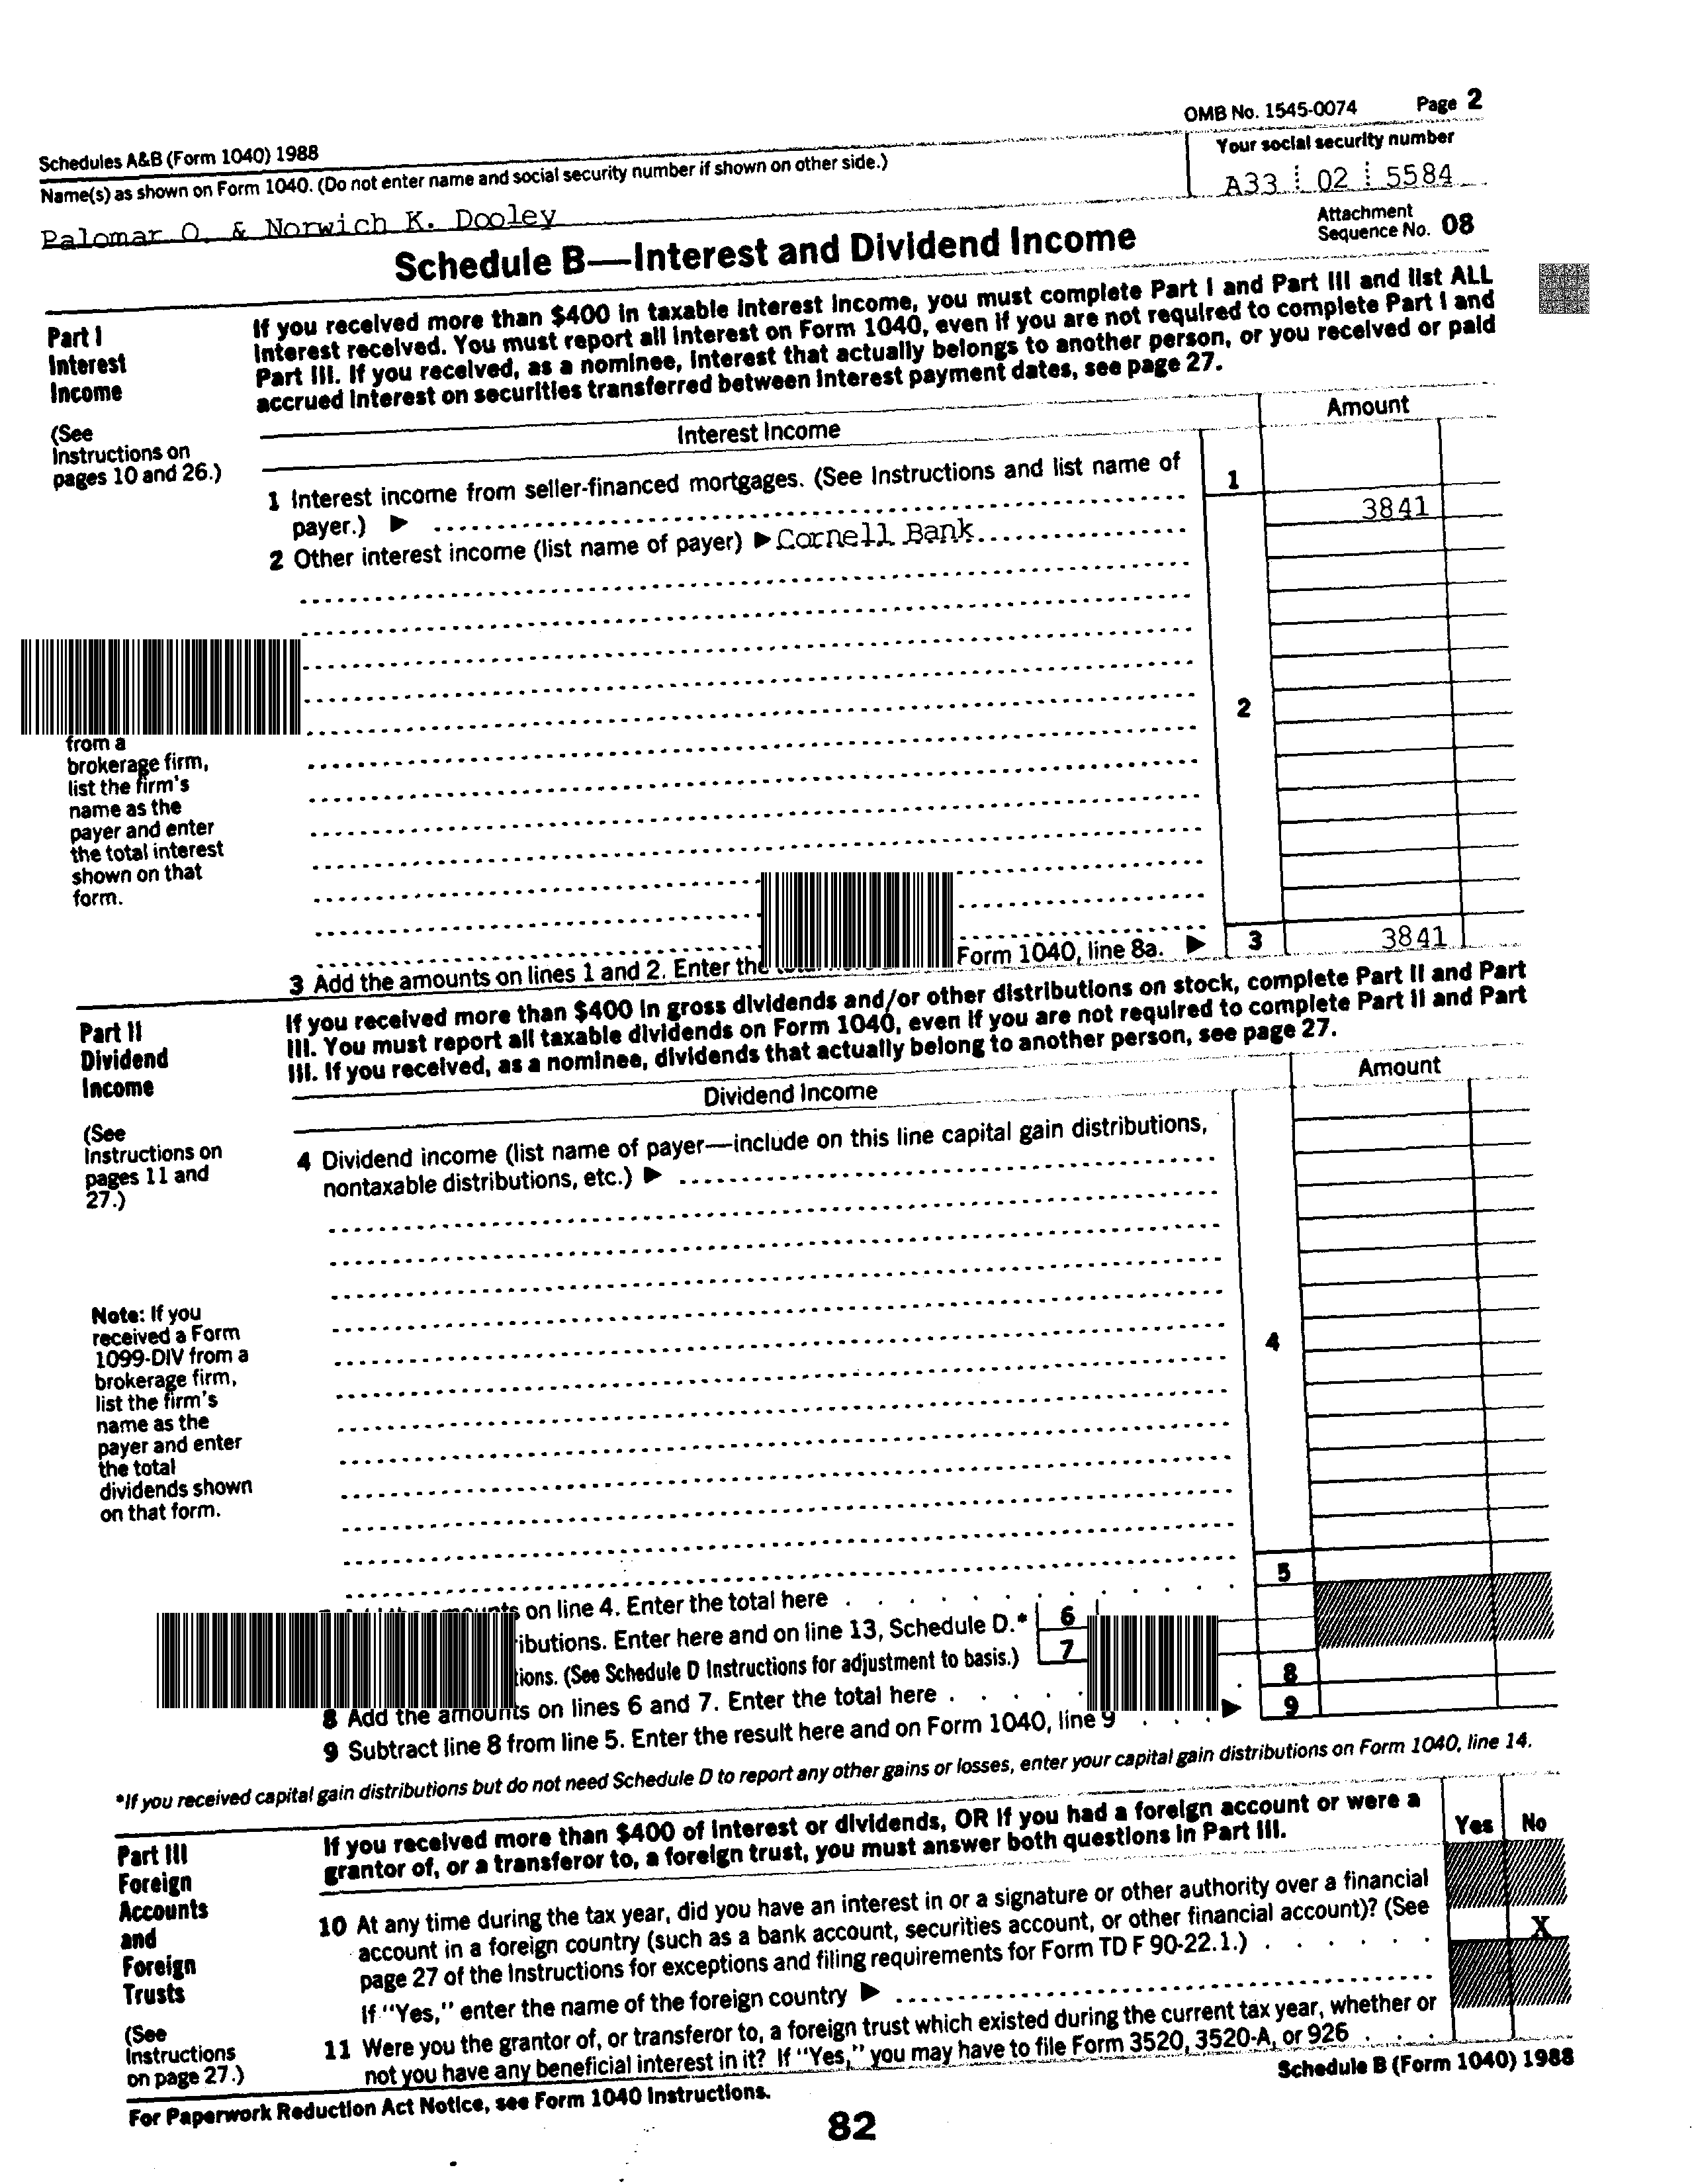 OMB No. 1545-0074 Page 2
Schedules A&B (Form 1040) 1988
Name(s) as shown on Form 1040. (Do not enter name and social security number if shown on other side.)
Your social security number
Palomar O. & Norwich K. Dooley
A33 02 5584
Schedule B—Interest and Dividend Income
Attachment
Sequence No. 08
Part I
Interest
Income
(See
Instructions on
pages 10 and 26.)
If you received more than $400 in taxable interest income, you must complete Part I and Part III and list ALL
interest received. You must report all interest on Form 1040, even if you are not required to complete Part I and
Part III. If you received, as a nominee, interest that actually belongs to another person, or you received or paid
accrued interest on securities transferred between interest payment dates, see page 27.
Interest Income
Amount
1 Interest income from seller-financed mortgages. (See Instructions and list name of
payer.) ▶
1
2 Other interest income (list name of payer) ▶ Cornell Bank
3841
2
from a
brokerage firm,
list the firm's
name as the
payer and enter
the total interest
shown on that
form.
3 Add the amounts on lines 1 and 2. Enter the Form 1040, line 8a. ▶ 3 3841
Part II
Dividend
Income
(See
Instructions on
pages 11 and
27.)
If you received more than $400 in gross dividends and/or other distributions on stock, complete Part II and Part
III. You must report all taxable dividends on Form 1040, even if you are not required to complete Part II and Part
III. If you received, as a nominee, dividends that actually belong to another person, see page 27.
Dividend Income
Amount
4 Dividend income (list name of payer—include on this line capital gain distributions,
nontaxable distributions, etc.) ▶
4
Note: If you
received a Form
1099-DIV from a
brokerage firm,
list the firm's
name as the
payer and enter
the total
dividends shown
on that form.
on line 4. Enter the total here 5
ributions. Enter here and on line 13, Schedule D.* 6
ions. (See Schedule D Instructions for adjustment to basis.) 7
8 Add the amounts on lines 6 and 7. Enter the total here 8
9 Subtract line 8 from line 5. Enter the result here and on Form 1040, line 9 ▶ 9
*If you received capital gain distributions but do not need Schedule D to report any other gains or losses, enter your capital gain distributions on Form 1040, line 14.
Part III
Foreign
Accounts
and
Foreign
Trusts
(See
Instructions
on page 27.)
If you received more than $400 of interest or dividends, OR if you had a foreign account or were a
grantor of, or a transferor to, a foreign trust, you must answer both questions in Part III.
Yes No
10 At any time during the tax year, did you have an interest in or a signature or other authority over a financial
account in a foreign country (such as a bank account, securities account, or other financial account)? (See
page 27 of the Instructions for exceptions and filing requirements for Form TD F 90-22.1.)
X
If "Yes," enter the name of the foreign country ▶
11 Were you the grantor of, or transferor to, a foreign trust which existed during the current tax year, whether or
not you have any beneficial interest in it? If "Yes," you may have to file Form 3520, 3520-A, or 926
For Paperwork Reduction Act Notice, see Form 1040 Instructions.
Schedule B (Form 1040) 1988
82